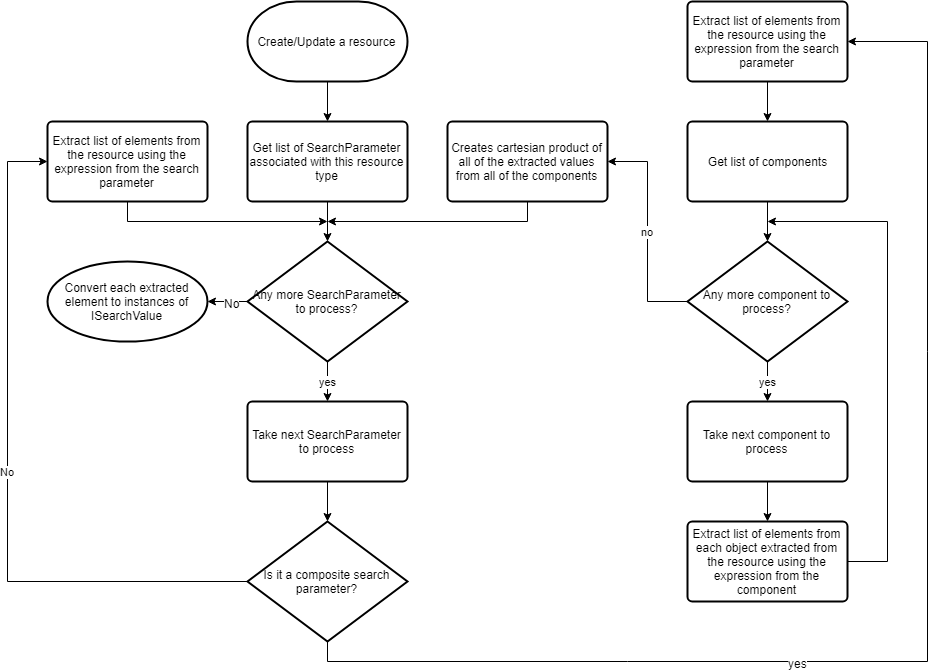 Create/Update a resource
Extract list of elements from
the resource using the
expression from the search
parameter
Extract list of elements from
the resource using the
expression from the search
parameter
Get list of SearchParameter
associated with this resource
type
Creates cartesian product of
all of the extracted values
from all of the components
Get list of components
no
Convert each extracted
element to instances of
ISearchValue
No
Any more SearchParameter
to process?
Any more component to
process?
yes
yes
Take next SearchParameter
to process
Take next component to
process
No
Is it a composite search
parameter?
Extract list of elements from
each object extracted from
the resource using the
expression from the
component
yes